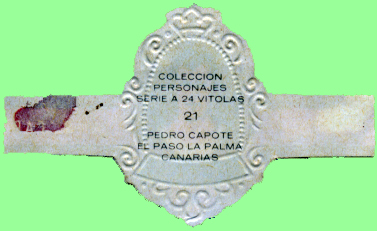 COLECCION
PERSONAJES
SERIE A 24 VITOLAS
21
PEDRO CAPOTE
EL PASO LA PALMA
CANARIAS